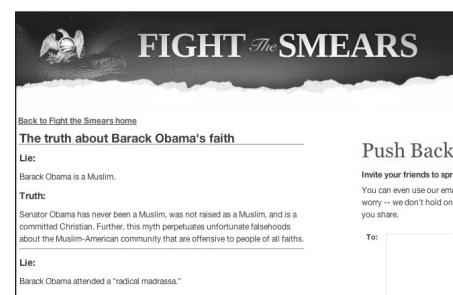 FIGHT The SMEARS
Back to Fight the Smears home
The truth about Barack Obama's faith
Lie:
Barack Obama is a Muslim.
Truth:
Senator Obama has never been a Muslim, was not raised as a Muslim, and is a
committed Christian. Further, this myth perpetuates unfortunate falsehoods
about the Muslim-American community that are offensive to people of all faiths.
Lie:
Barack Obama attended a "radical madrassa."
Push Back
Invite your friends to spr
You can even use our ema
worry -- we don't hold on
you share.
To: